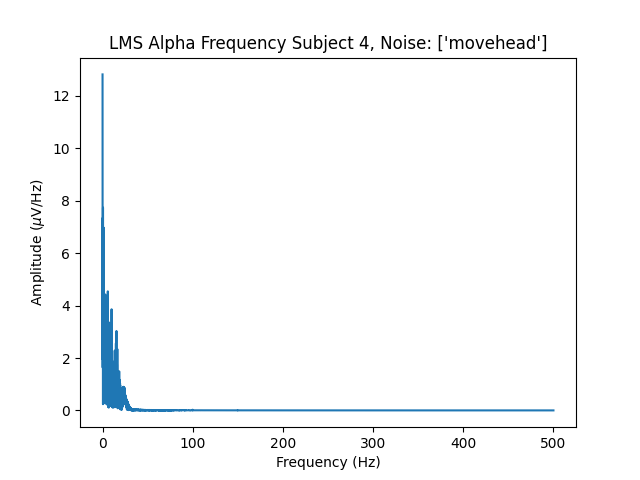 LMS Alpha Frequency Subject 4, Noise: ['movehead']
Amplitude (μV/Hz)
12
10
8
6
4
2
0
0 100 200 300 400 500
Frequency (Hz)